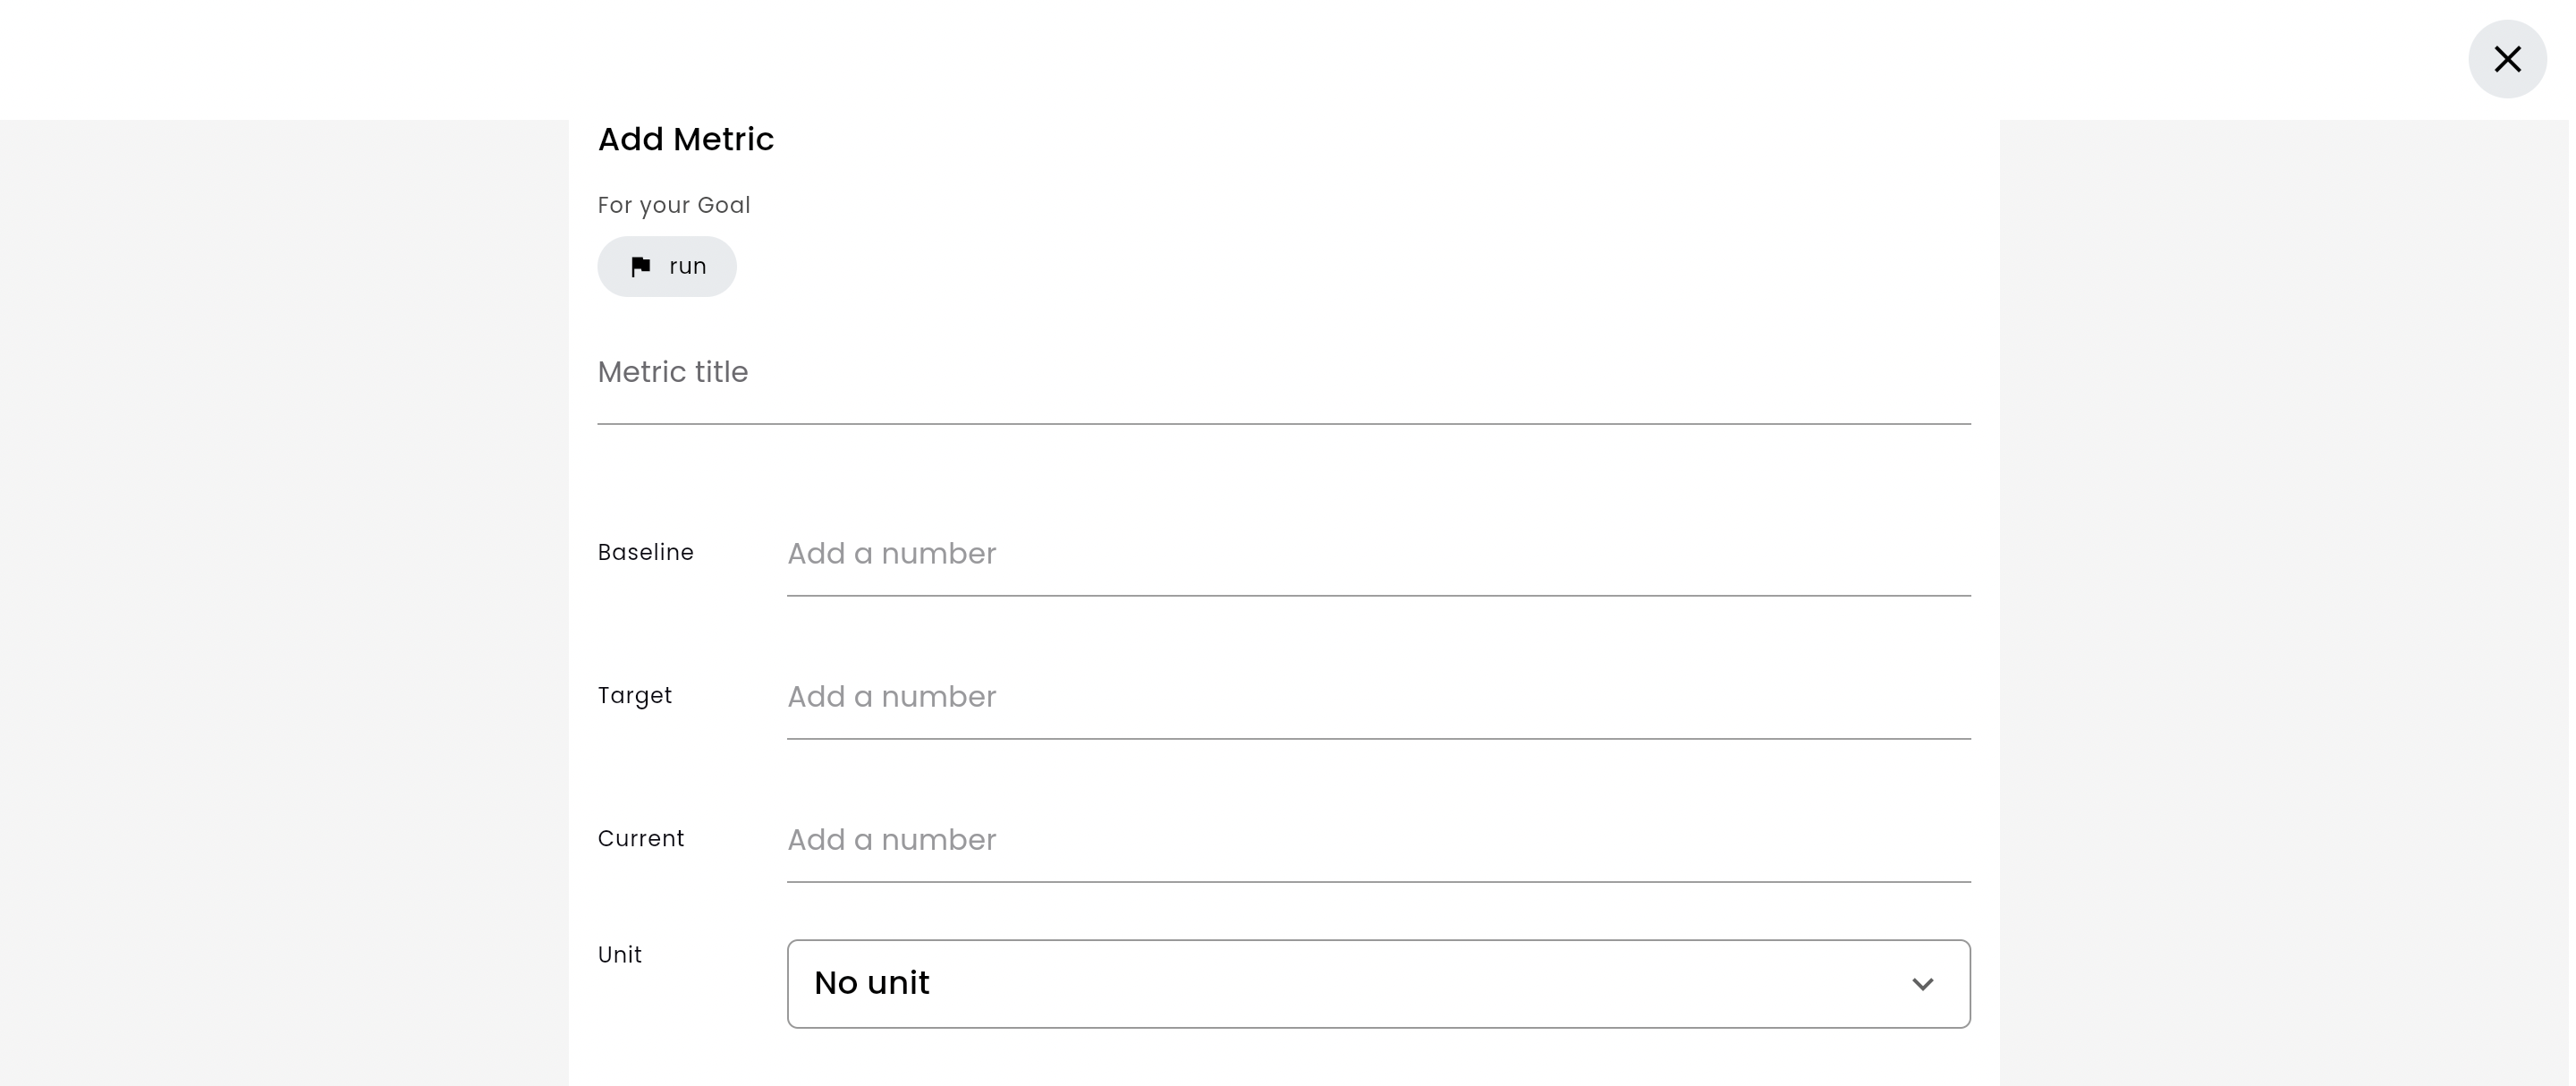 Add Metric
For your Goal
run
Metric title
Baseline Add a number
Target Add a number
Current Add a number
Unit No unit